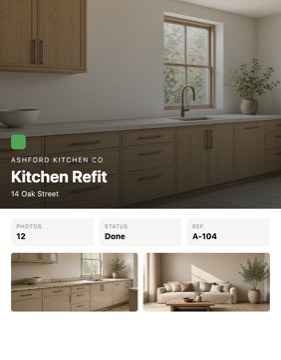 ASHFORD KITCHEN CO
Kitchen Refit
14 Oak Street
PHOTOS
12
STATUS
Done
REF
A-104